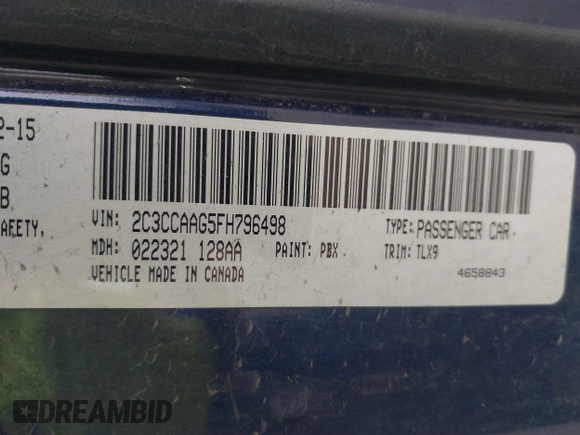 2-15
G
B
AFETY,
VIN: 2C3CCAAG5FH796498 TYPE: PASSENGER CAR
MDH: 022321 128AA PAINT: PBX TRIM: TLX9
VEHICLE MADE IN CANADA 4658843
DREAMBID